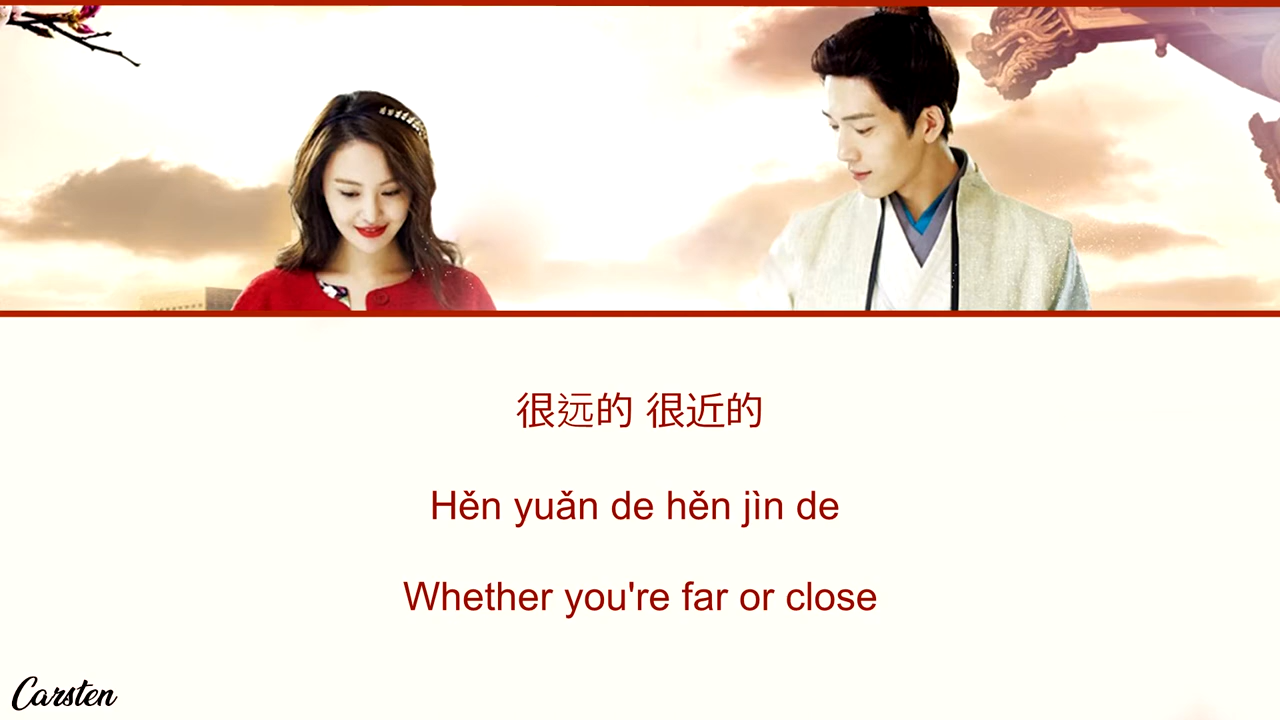 很远的 很近的
Hěn yuǎn de hěn jìn de
Whether you're far or close
Carsten